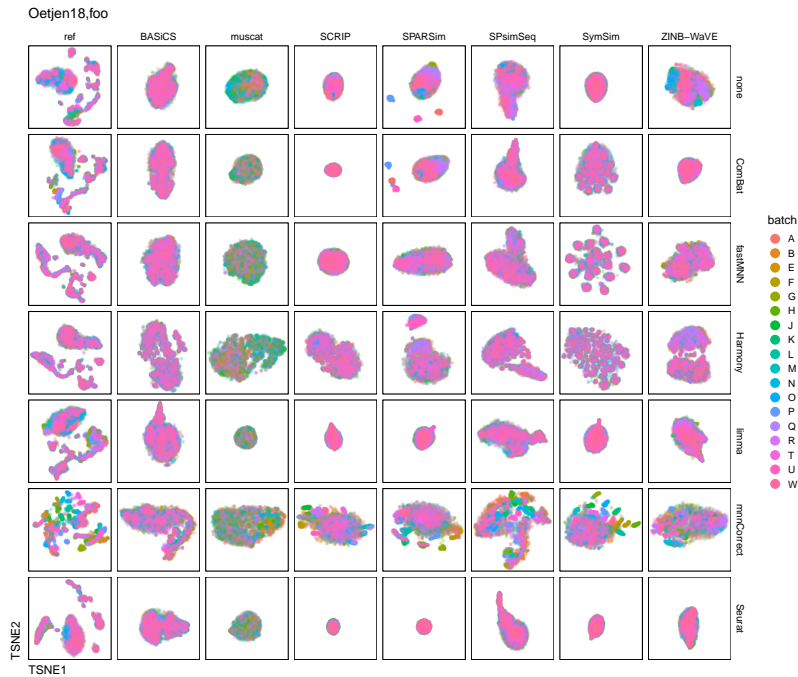 Oetjen18,foo
ref BASiCS muscat SCRIP SPARSim SPsimSeq SymSim ZINB−WaVE
none
ComBat
fastMNN
Harmony
limma
mnnCorrect
Seurat
batch
A
B
E
F
G
H
J
K
L
M
N
O
P
Q
R
T
U
W
TSNE2
TSNE1